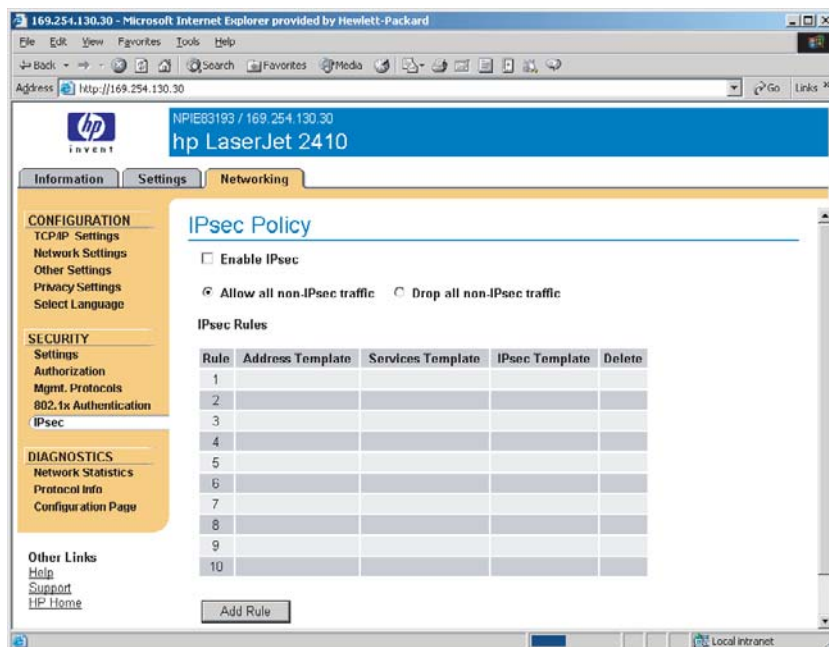 169.254.130.30 - Microsoft Internet Explorer provided by Hewlett-Packard
File Edit View Favorites Tools Help
Back Search Favorites Media
Address http://169.254.130.30 Go Links
hp
invent
NPIE83193 / 169.254.130.30
hp LaserJet 2410
Information Settings Networking
CONFIGURATION
TCP/IP Settings
Network Settings
Other Settings
Privacy Settings
Select Language
SECURITY
Settings
Authorization
Mgmt. Protocols
802.1x Authentication
IPsec
DIAGNOSTICS
Network Statistics
Protocol Info
Configuration Page
Other Links
Help
Support
HP Home
IPsec Policy
Enable IPsec
Allow all non-IPsec traffic Drop all non-IPsec traffic
IPsec Rules
Rule Address Template Services Template IPsec Template Delete
1
2
3
4
5
6
7
8
9
10
Add Rule
Local intranet